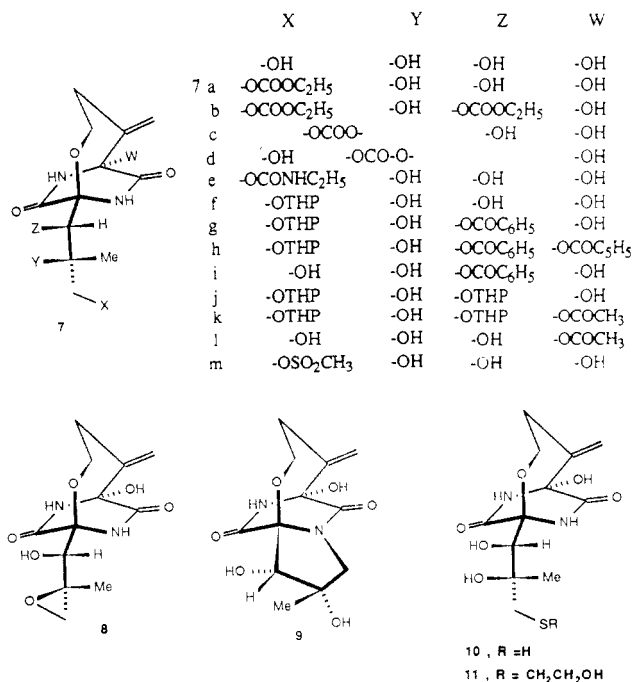 X Y Z W
-OH -OH -OH -OH
7 a -OCOOC2H5 -OH -OH -OH
b -OCOOC2H5 -OH -OCOOC2H5 -OH
c -OCOO- -OH -OH
d -OH -OCO-O- -OH
e -OCONHC2H5 -OH -OH -OH
f -OTHP -OH -OH -OH
g -OTHP -OH -OCOC6H5 -OH
h -OTHP -OH -OCOC6H5 -OCOC5H5
i -OH -OH -OCOC6H5 -OH
j -OTHP -OH -OTHP -OH
k -OTHP -OH -OTHP -OCOCH3
l -OH -OH -OH -OCOCH3
m -OSO2CH3 -OH -OH -OH
O
HN W
O
O NH
Z H
Y Me
X
7
O
HN OH
O
O NH
HO H
Me
O
8
O
HN OH
O
O N
HO
H
Me
OH
9
O
HN OH
O
O NH
HO H
HO Me
SR
10 , R =H
11 , R = CH2CH2OH